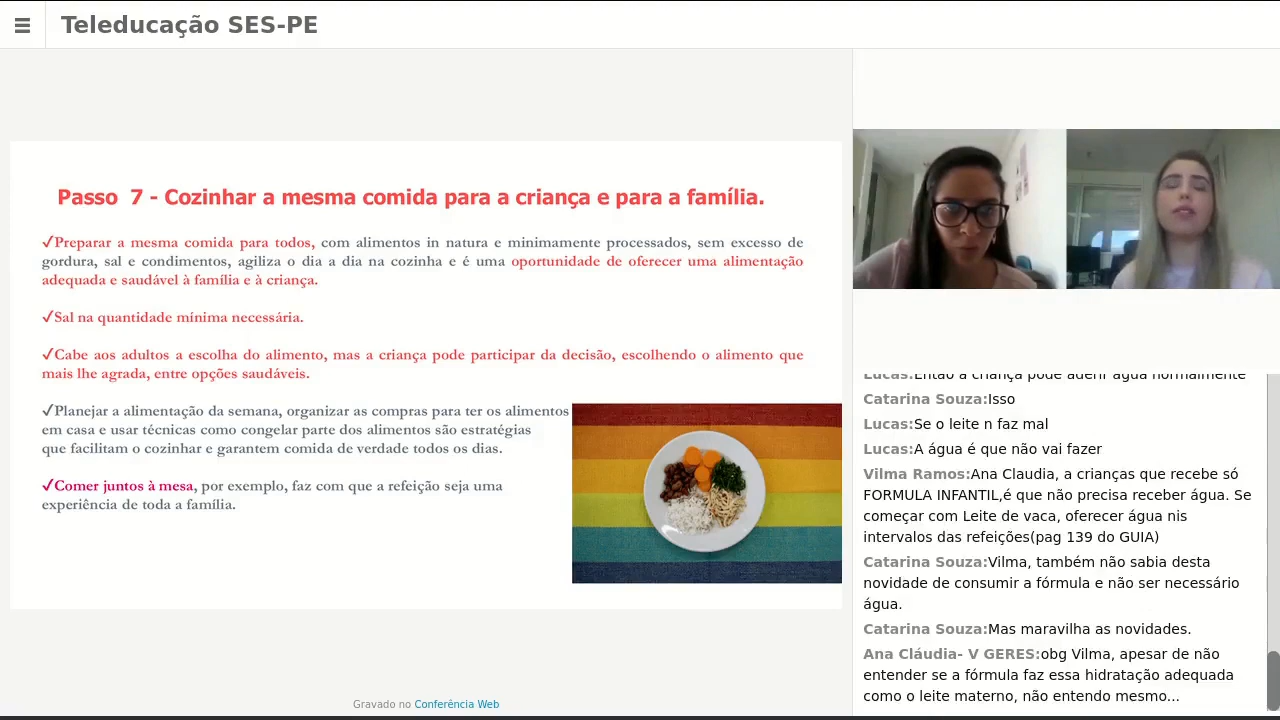 Teleducação SES-PE
Passo 7 - Cozinhar a mesma comida para a criança e para a família.
✓Preparar a mesma comida para todos, com alimentos in natura e minimamente processados, sem excesso de
gordura, sal e condimentos, agiliza o dia a dia na cozinha e é uma oportunidade de oferecer uma alimentação
adequada e saudável à família e à criança.
✓Sal na quantidade mínima necessária.
✓Cabe aos adultos a escolha do alimento, mas a criança pode participar da decisão, escolhendo o alimento que
mais lhe agrada, entre opções saudáveis.
✓Planejar a alimentação da semana, organizar as compras para ter os alimentos
em casa e usar técnicas como congelar parte dos alimentos são estratégias
que facilitam o cozinhar e garantem comida de verdade todos os dias.
✓Comer juntos à mesa, por exemplo, faz com que a refeição seja uma
experiência de toda a família.
Gravado no Conferência Web
Lucas:Então a criança pode aderir água normalmente
Catarina Souza:Isso
Lucas:Se o leite n faz mal
Lucas:A água é que não vai fazer
Vilma Ramos:Ana Claudia, a crianças que recebe só
FORMULA INFANTIL,é que não precisa receber água. Se
começar com Leite de vaca, oferecer água nis
intervalos das refeições(pag 139 do GUIA)
Catarina Souza:Vilma, também não sabia desta
novidade de consumir a fórmula e não ser necessário
água.
Catarina Souza:Mas maravilha as novidades.
Ana Cláudia- V GERES:obg Vilma, apesar de não
entender se a fórmula faz essa hidratação adequada
como o leite materno, não entendo mesmo...